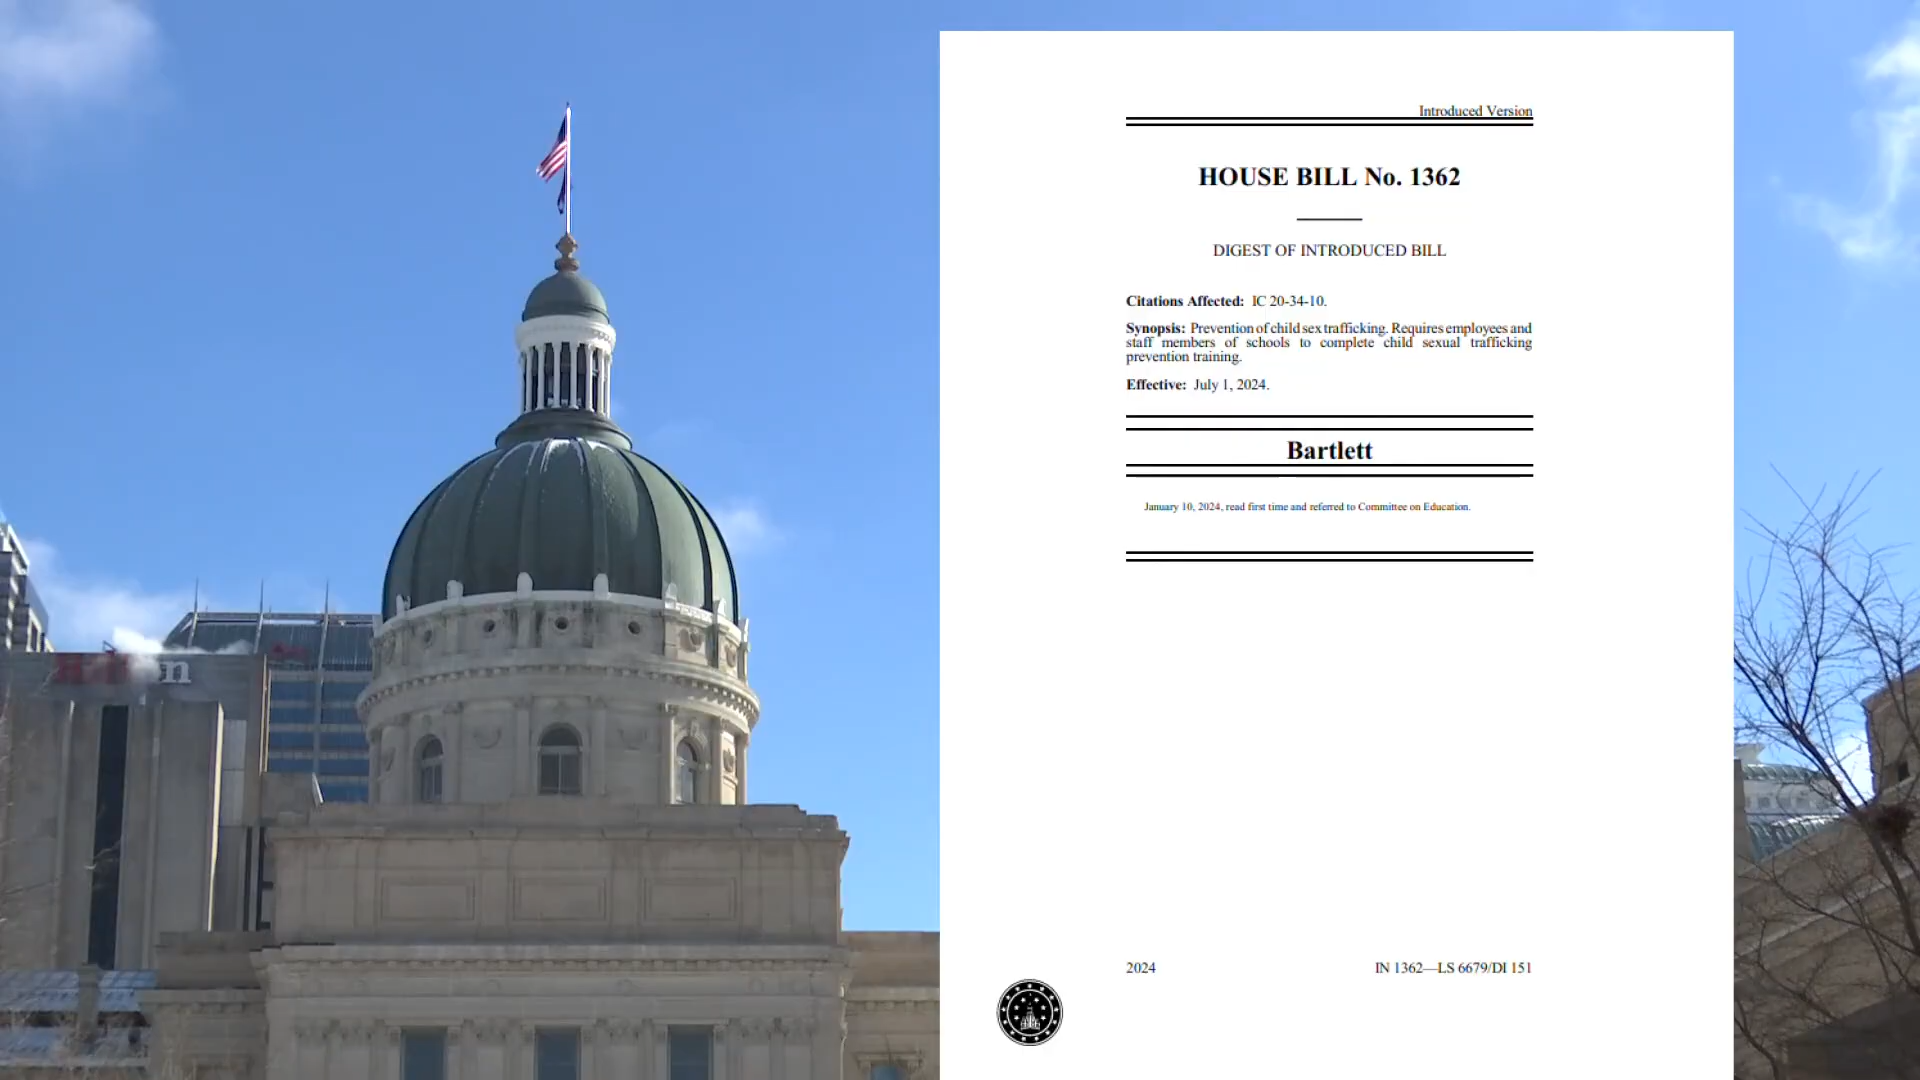 Introduced Version
HOUSE BILL No. 1362
DIGEST OF INTRODUCED BILL
Citations Affected: IC 20-34-10.
Synopsis: Prevention of child sex trafficking. Requires employees and
staff members of schools to complete child sexual trafficking
prevention training.
Effective: July 1, 2024.
Bartlett
January 10, 2024, read first time and referred to Committee on Education.
2024 IN 1362—LS 6679/DI 151